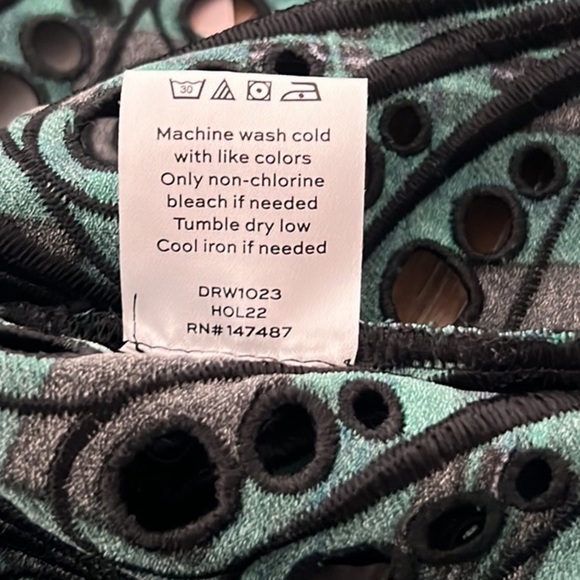 30
Machine wash cold
with like colors
Only non-chlorine
bleach if needed
Tumble dry low
Cool iron if needed
DRW1023
HOL22
RN#147487